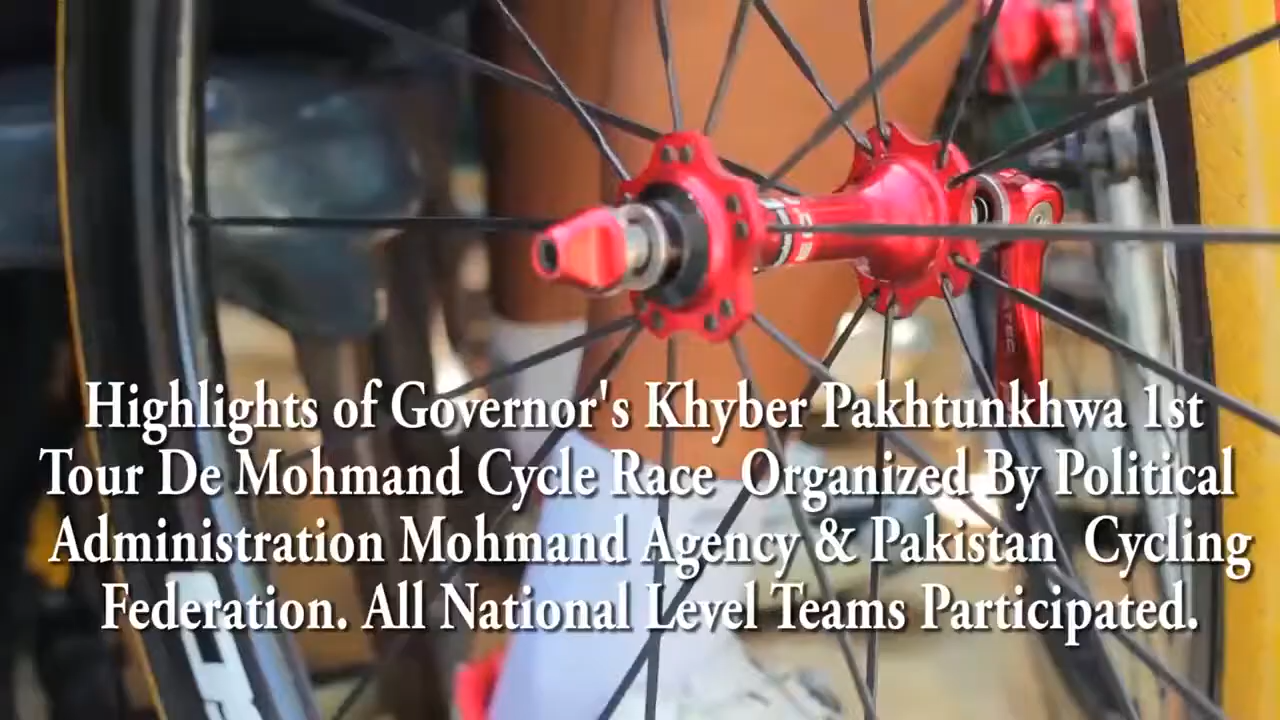 Highlights of Governor's Khyber Pakhtunkhwa 1st
Tour De Mohmand Cycle Race Organized By Political
Administration Mohmand Agency & Pakistan Cycling
Federation. All National Level Teams Participated.